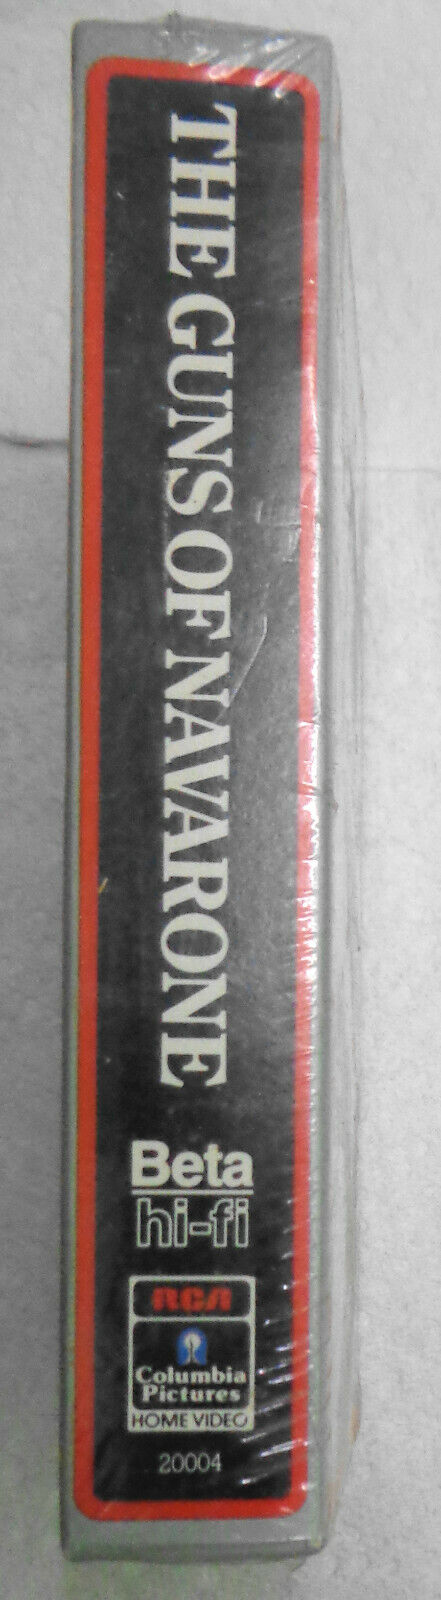 THE GUNS OF NAVARONE
Beta
hi-fi
RCA
Columbia
Pictures
HOME VIDEO
20004